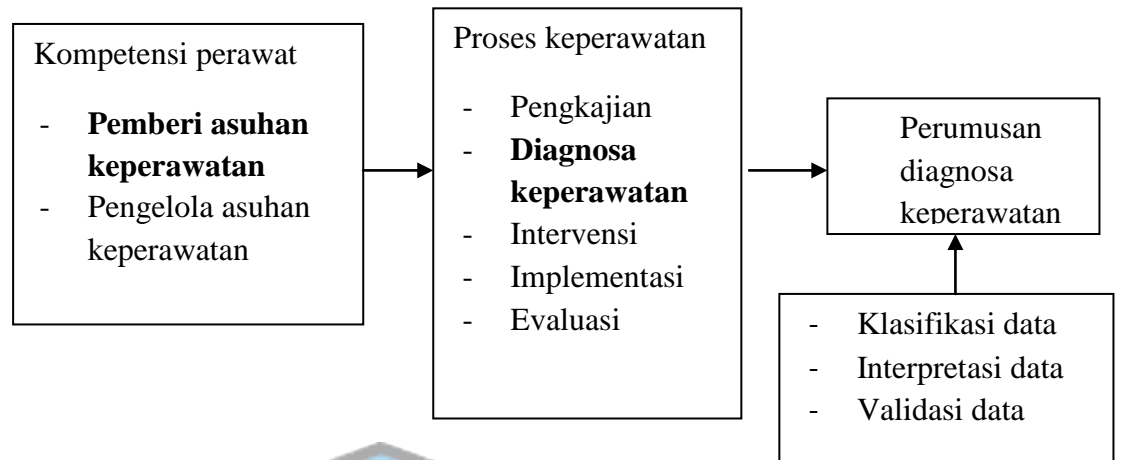 Kompetensi perawat
- Pemberi asuhan
keperawatan
- Pengelola asuhan
keperawatan
Proses keperawatan
- Pengkajian
- Diagnosa
keperawatan
- Intervensi
- Implementasi
- Evaluasi
Perumusan
diagnosa
keperawatan
- Klasifikasi data
- Interpretasi data
- Validasi data